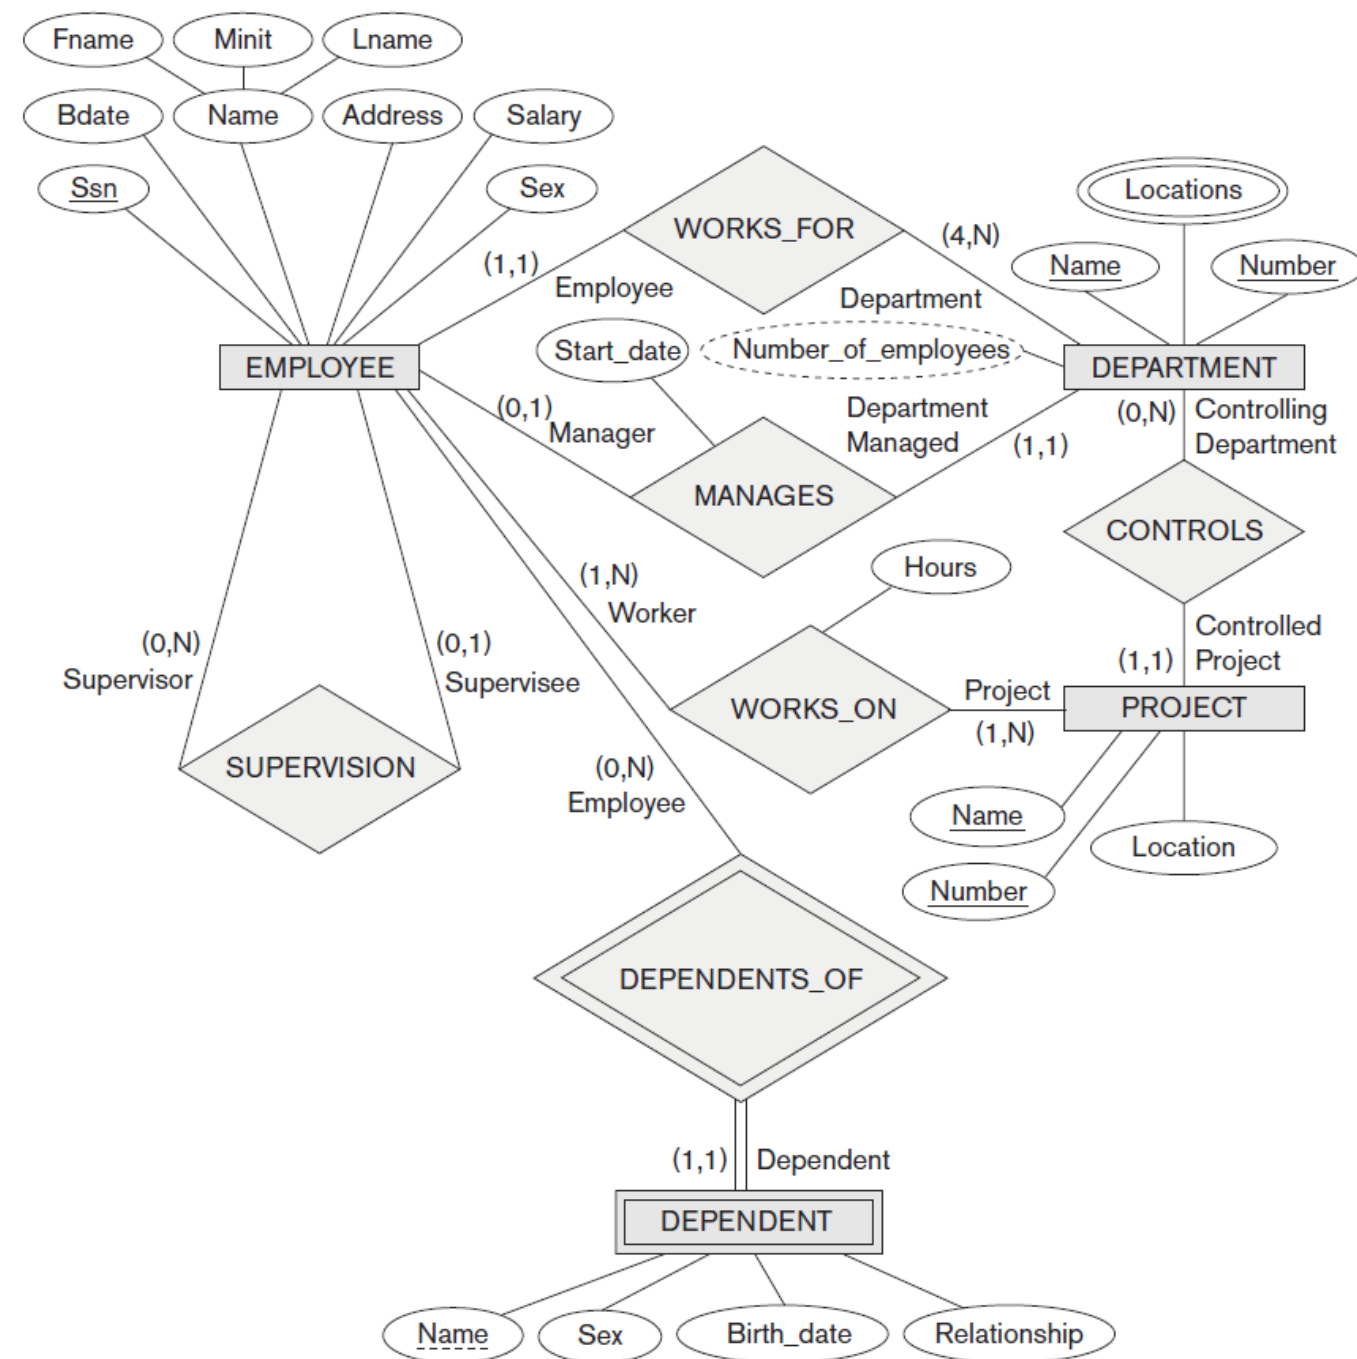 Fname
Minit
Lname
Bdate
Name
Address
Salary
Ssn
Sex
WORKS_FOR
Locations
(4,N)
Name
Number
(1,1)
Employee
Department
Start_date
Number_of_employees
EMPLOYEE
DEPARTMENT
(0,1)
Manager
Department
Managed
(1,1)
(0,N)
Controlling
Department
MANAGES
CONTROLS
Hours
(1,N)
Worker
(0,N)
Supervisor
(0,1)
Supervisee
Controlled
Project
(1,1)
Project
(1,N)
WORKS_ON
PROJECT
SUPERVISION
(0,N)
Employee
Name
Location
Number
DEPENDENTS_OF
(1,1)
Dependent
DEPENDENT
Name
Sex
Birth_date
Relationship